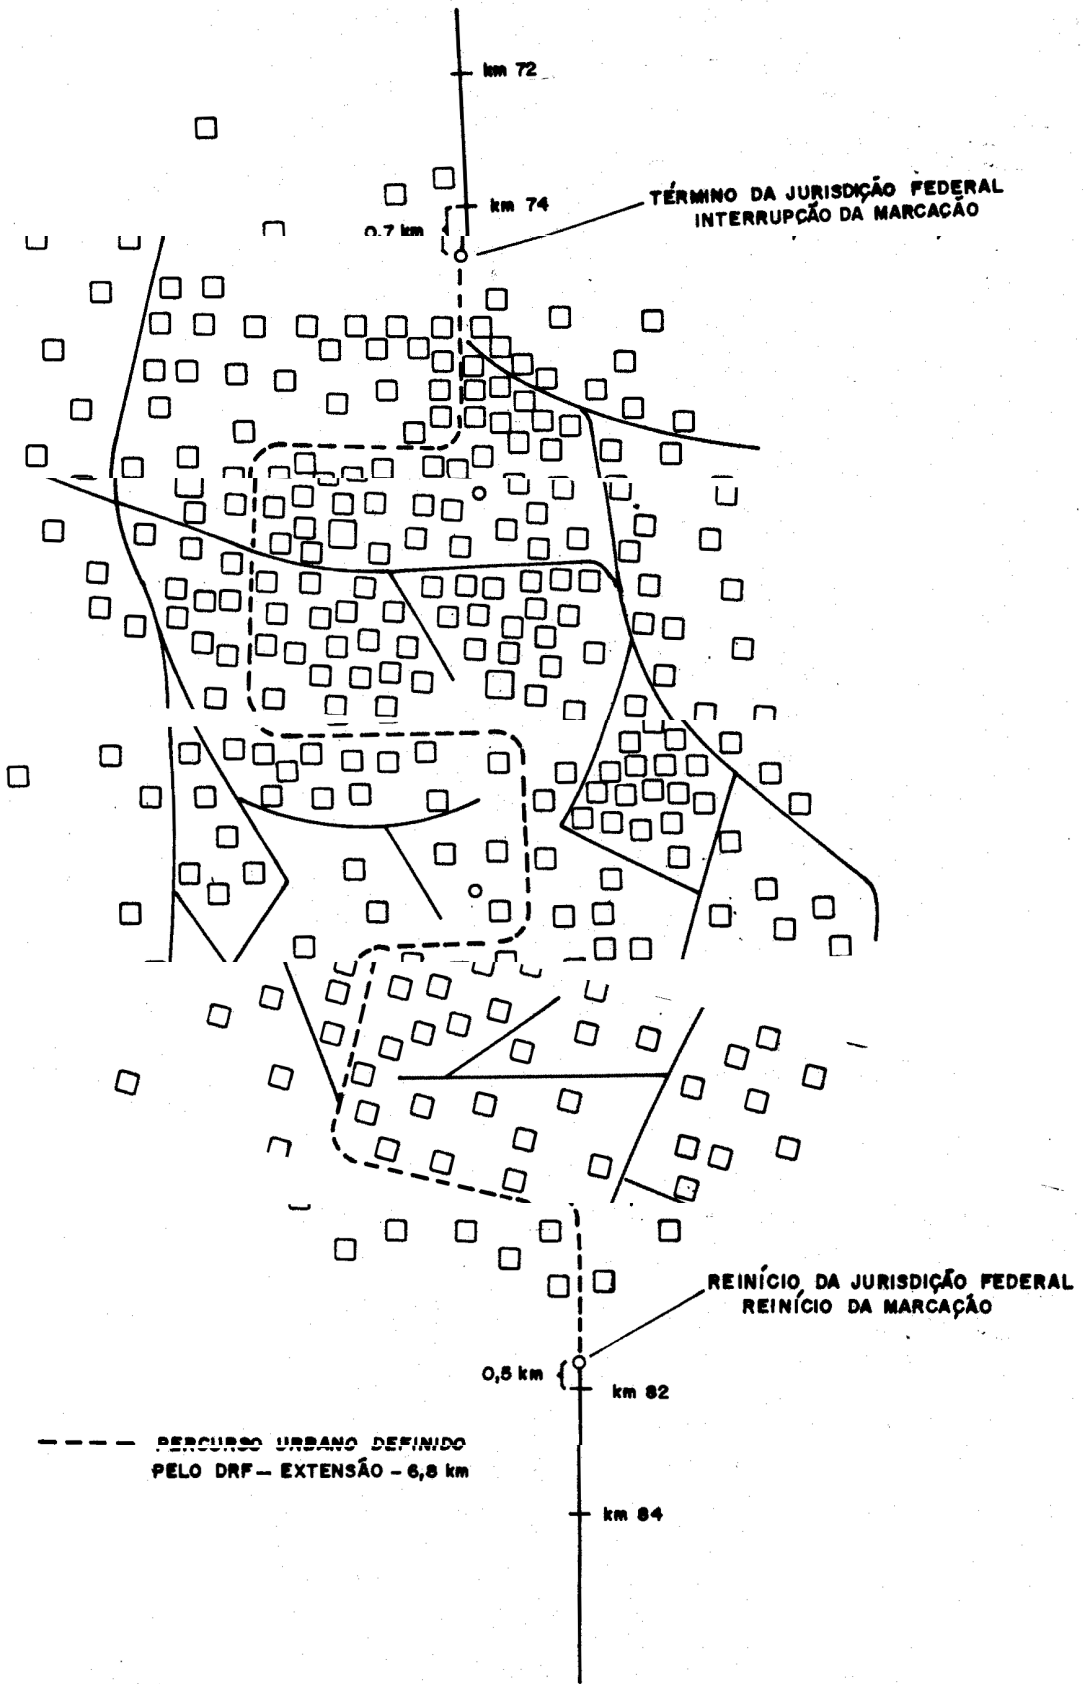 km 72
km 74
0,7 km
TÉRMINO DA JURISDIÇÃO FEDERAL
INTERRUPÇÃO DA MARCAÇÃO
REINÍCIO DA JURISDIÇÃO FEDERAL
REINÍCIO DA MARCAÇÃO
0,5 km
km 82
PERCURSO URBANO DEFINIDO
PELO DRF — EXTENSÃO - 6,8 km
km 84